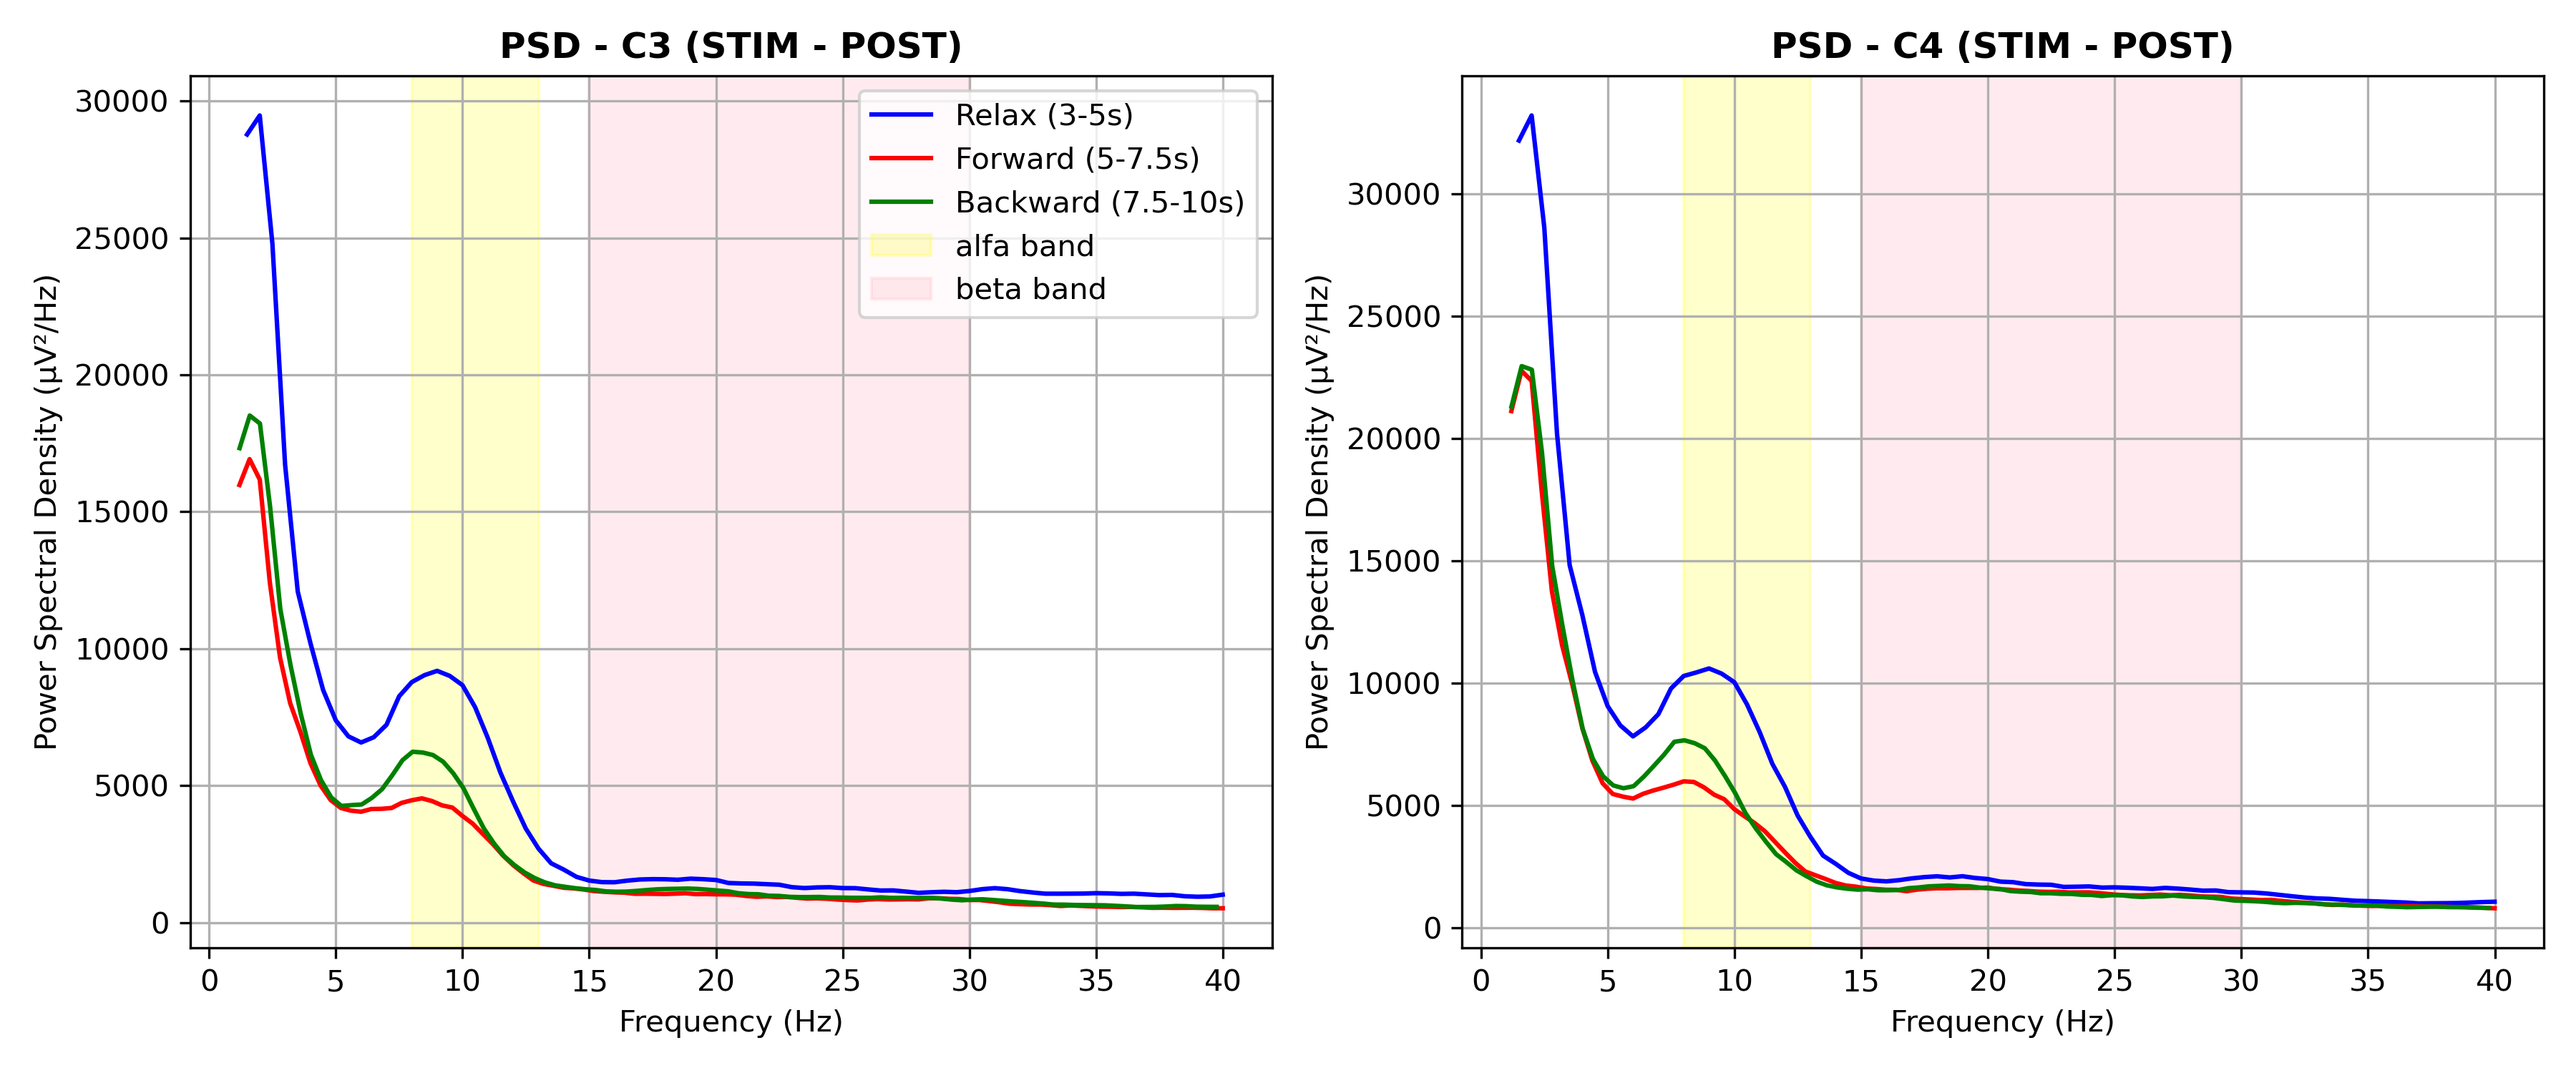 PSD - C3 (STIM - POST)
30000
25000
20000
15000
10000
5000
0
Power Spectral Density (µV²/Hz)
0 5 10 15 20 25 30 35 40
Frequency (Hz)
Relax (3-5s)
Forward (5-7.5s)
Backward (7.5-10s)
alfa band
beta band
PSD - C4 (STIM - POST)
30000
25000
20000
15000
10000
5000
0
Power Spectral Density (µV²/Hz)
0 5 10 15 20 25 30 35 40
Frequency (Hz)